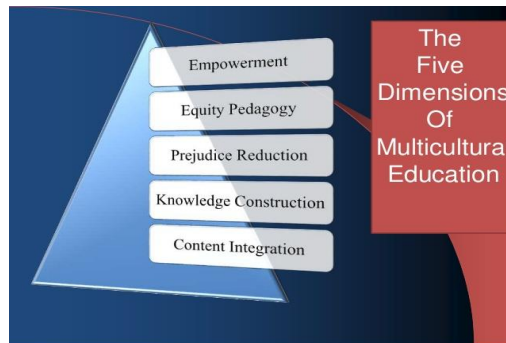 Empowerment
Equity Pedagogy
Prejudice Reduction
Knowledge Construction
Content Integration
The
Five
Dimensions
Of
Multicultura
Education